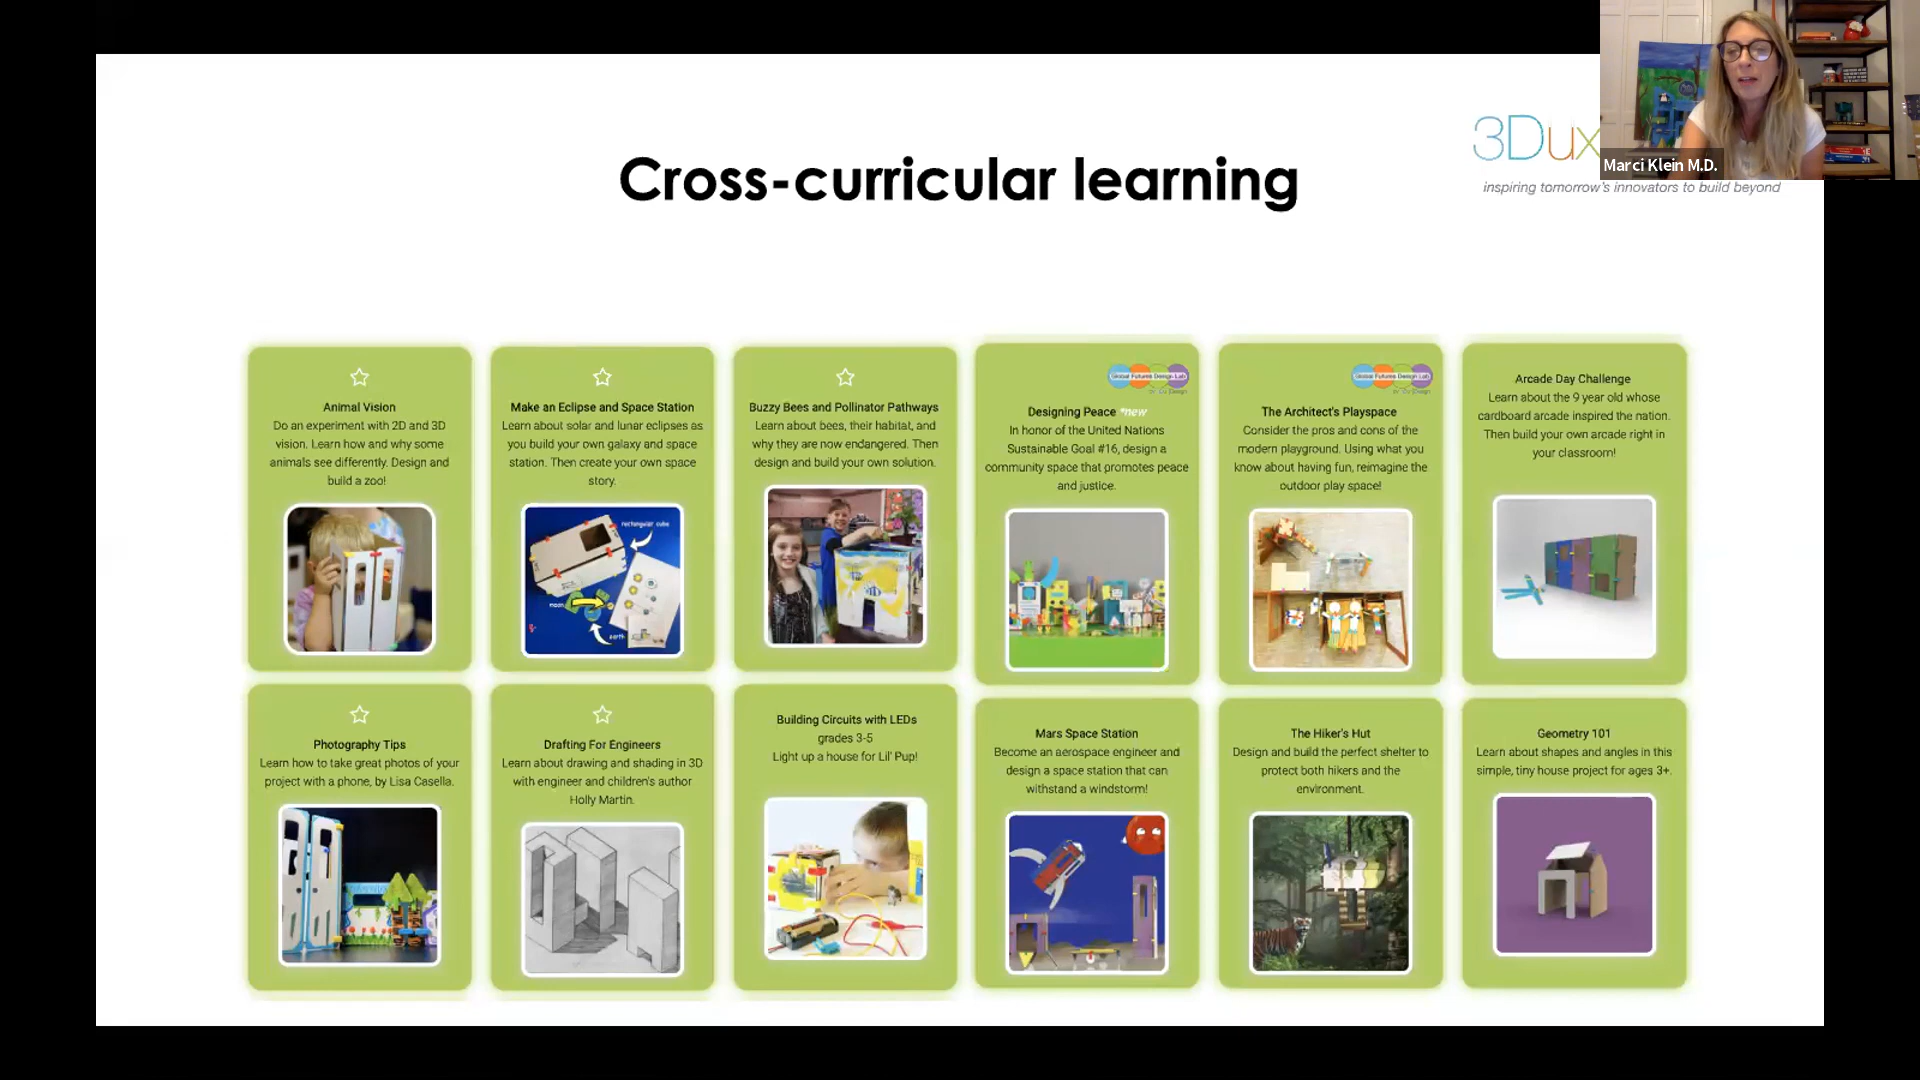 3Dux
Marci Klein M.D.
inspiring tomorrow's innovators to build beyond
Cross-curricular learning
Animal Vision
Do an experiment with 2D and 3D
vision. Learn how and why some
animals see differently. Design and
build a zoo!
Make an Eclipse and Space Station
Learn about solar and lunar eclipses as
you build your own galaxy and space
station. Then create your own space
story.
rectangular cube
moon
earth
Buzzy Bees and Pollinator Pathways
Learn about bees, their habitat, and
why they are now endangered. Then
design and build your own solution.
Global Futures Design Lab
Designing Peace *new
In honor of the United Nations
Sustainable Goal #16, design a
community space that promotes peace
and justice.
Global Futures Design Lab
The Architect's Playspace
Consider the pros and cons of the
modern playground. Using what you
know about having fun, reimagine the
outdoor play space!
Arcade Day Challenge
Learn about the 9 year old whose
cardboard arcade inspired the nation.
Then build your own arcade right in
your classroom!
Photography Tips
Learn how to take great photos of your
project with a phone, by Lisa Casella.
Drafting For Engineers
Learn about drawing and shading in 3D
with engineer and children's author
Holly Martin.
Building Circuits with LEDs
grades 3-5
Light up a house for Lil' Pup!
Mars Space Station
Become an aerospace engineer and
design a space station that can
withstand a windstorm!
The Hiker's Hut
Design and build the perfect shelter to
protect both hikers and the
environment.
Geometry 101
Learn about shapes and angles in this
simple, tiny house project for ages 3+.